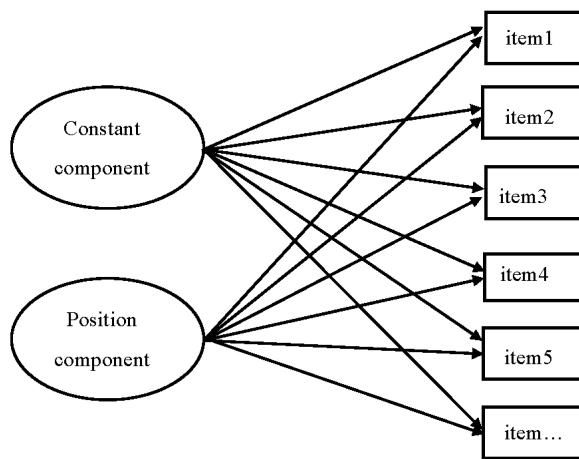 Constant
component
Position
component
item1
item2
item3
item4
item5
item…